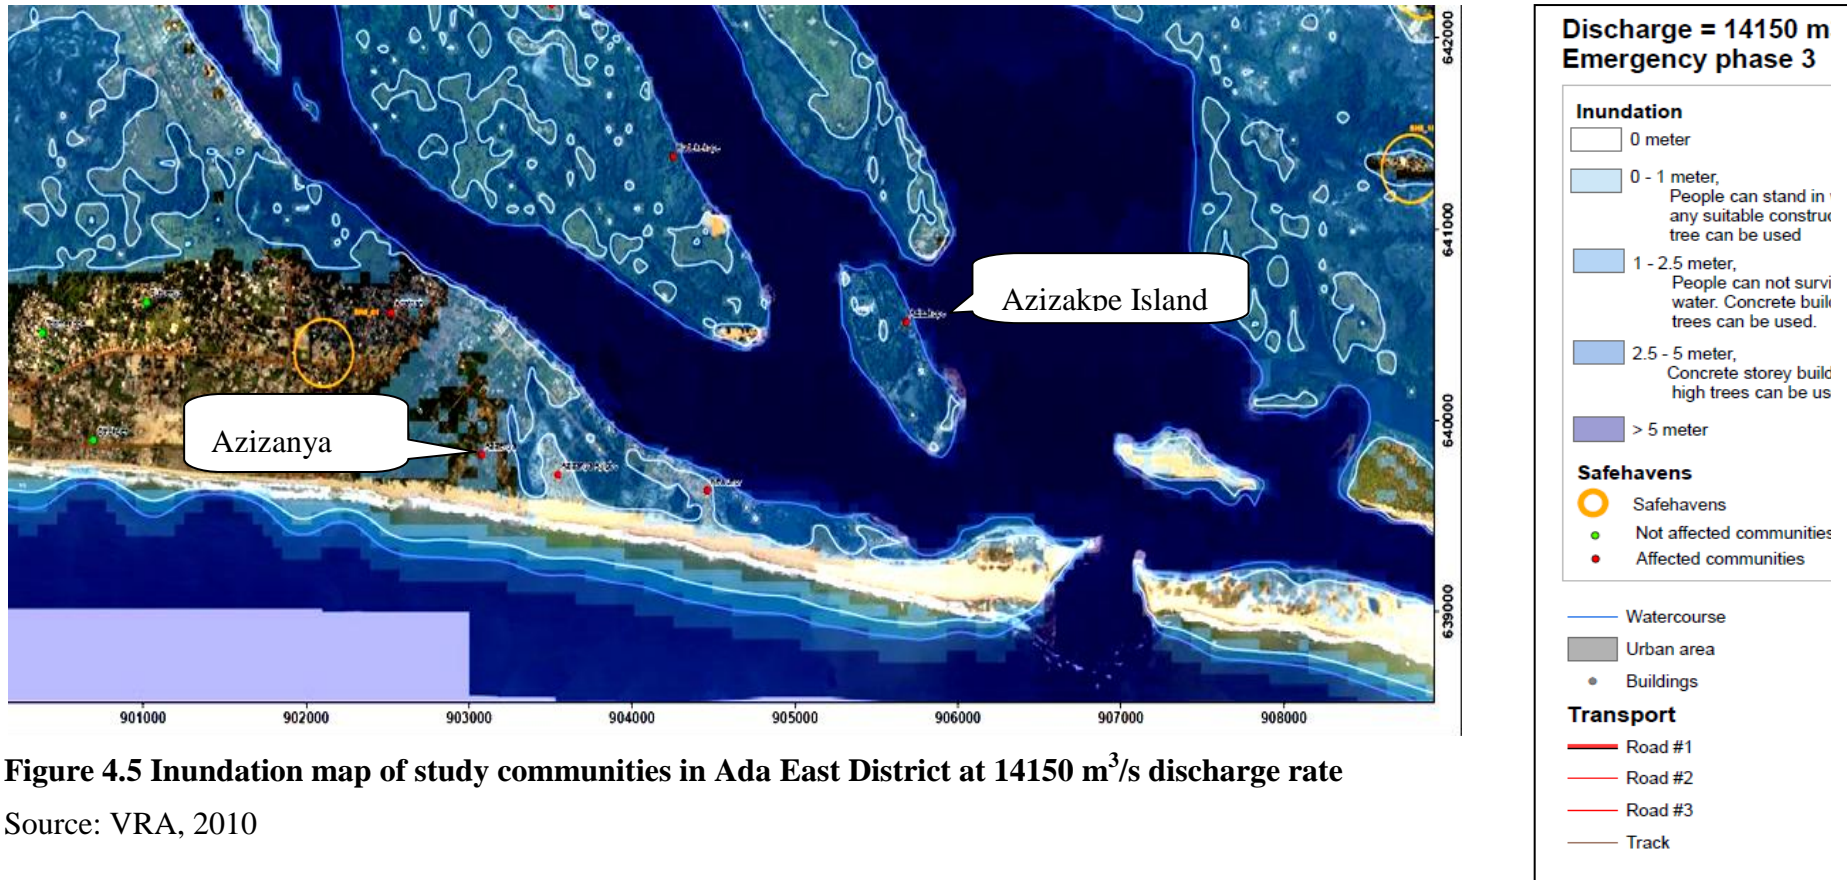 642000
641000
640000
639000
Azizakpe Island
Azizanya
901000 902000 903000 904000 905000 906000 907000 908000
Figure 4.5 Inundation map of study communities in Ada East District at 14150 m³/s discharge rate
Source: VRA, 2010
Discharge = 14150 m
Emergency phase 3
Inundation
0 meter
0 - 1 meter,
People can stand in
any suitable
tree can be used
1 - 2.5 meter,
People can not
water. Concrete
trees can be used.
2.5 - 5 meter,
Concrete storey
high trees can be
> 5 meter
Safehavens
Safehavens
Not affected communities
Affected communities
Watercourse
Urban area
Buildings
Transport
Road #1
Road #2
Road #3
Track